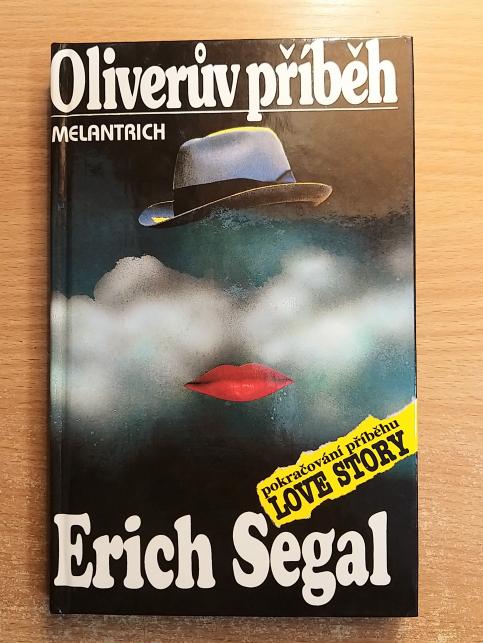 Oliverův příběh
MELANTRICH
pokračování příběhu
LOVE STORY
Erich Segal